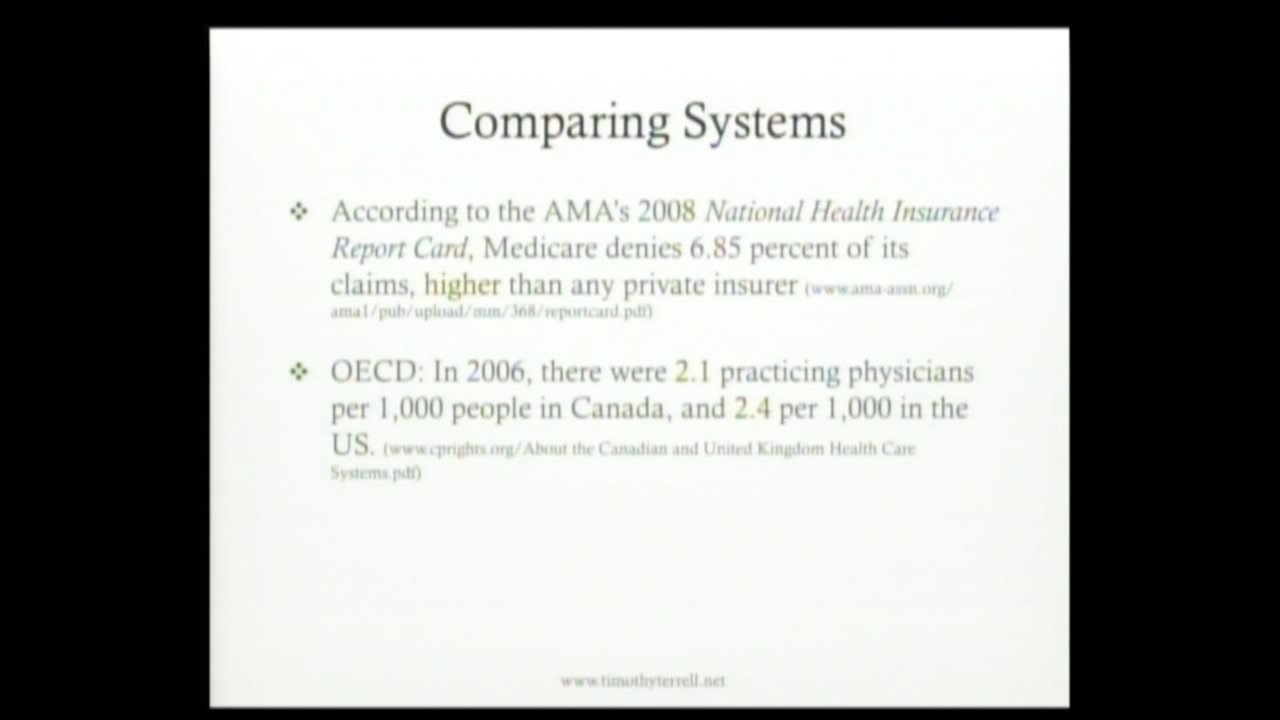 Comparing Systems
❖ According to the AMA's 2008 National Health Insurance
Report Card, Medicare denies 6.85 percent of its
claims, higher than any private insurer (www.ama-assn.org/
ama1/pub/upload/mm/368/reportcard.pdf)
❖ OECD: In 2006, there were 2.1 practicing physicians
per 1,000 people in Canada, and 2.4 per 1,000 in the
US. (www.cprights.org/About the Canadian and United Kingdom Health Care
Systems.pdf)
www.timothyterrell.net